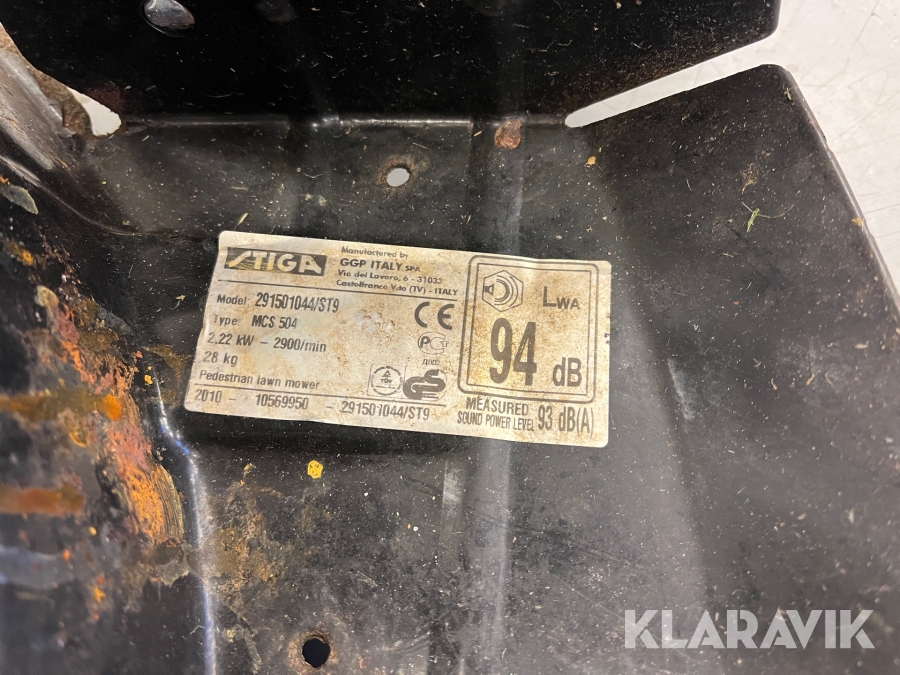 STIGA
Manufactured by
GGP ITALY SPA
Via del Lavoro, 6 - 31033
Castelfranco V.to (TV) - ITALY
Model: 291501044/ST9
Type: MCS 504
2,22 kW - 2900/min
28 kg
Pedestrian lawn mower
2010 - 10569950 - 291501044/ST9
CE
LWA
94 dB
MEASURED
SOUND POWER LEVEL 93 dB(A)
KLARAVIK